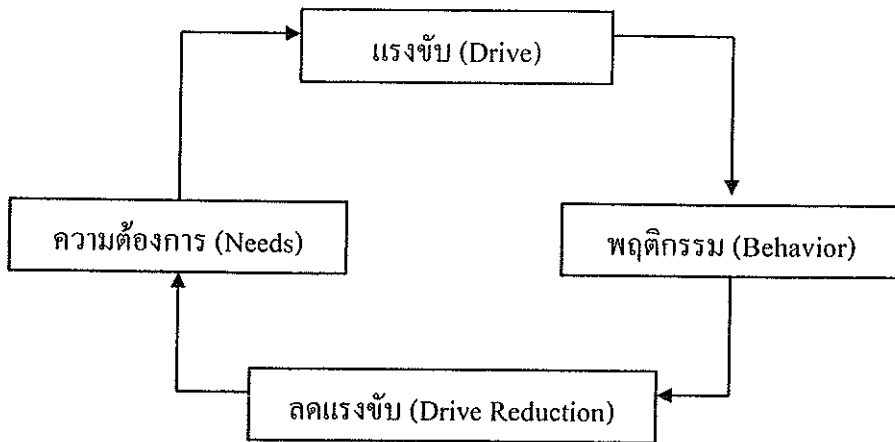 แรงขับ (Drive)
ความต้องการ (Needs)
พฤติกรรม (Behavior)
ลดแรงขับ (Drive Reduction)